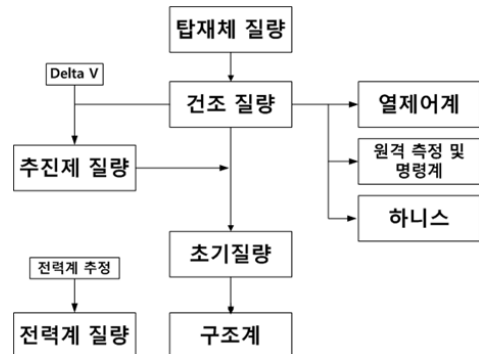 탑재체 질량
Delta V
건조 질량
열제어계
추진제 질량
원격 측정 및
명령계
하니스
초기질량
전력계 추정
전력계 질량
구조계